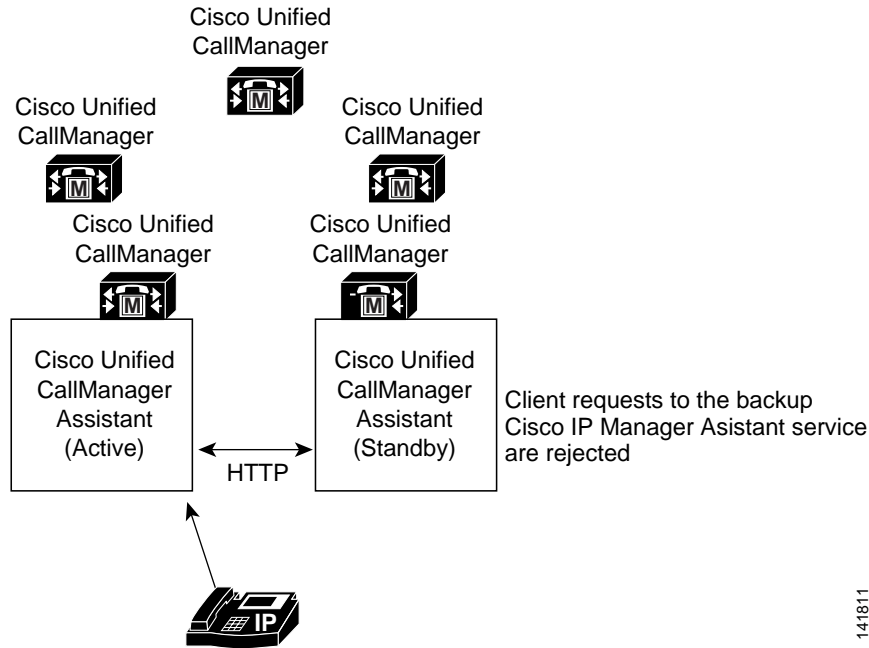 Cisco Unified
CallManager
M
Cisco Unified
CallManager
M
Cisco Unified
CallManager
M
Cisco Unified
CallManager
M
Cisco Unified
CallManager
M
Cisco Unified
CallManager
Assistant
(Active)
HTTP
Cisco Unified
CallManager
Assistant
(Standby)
Client requests to the backup
Cisco IP Manager Asistant service
are rejected
IP
141811